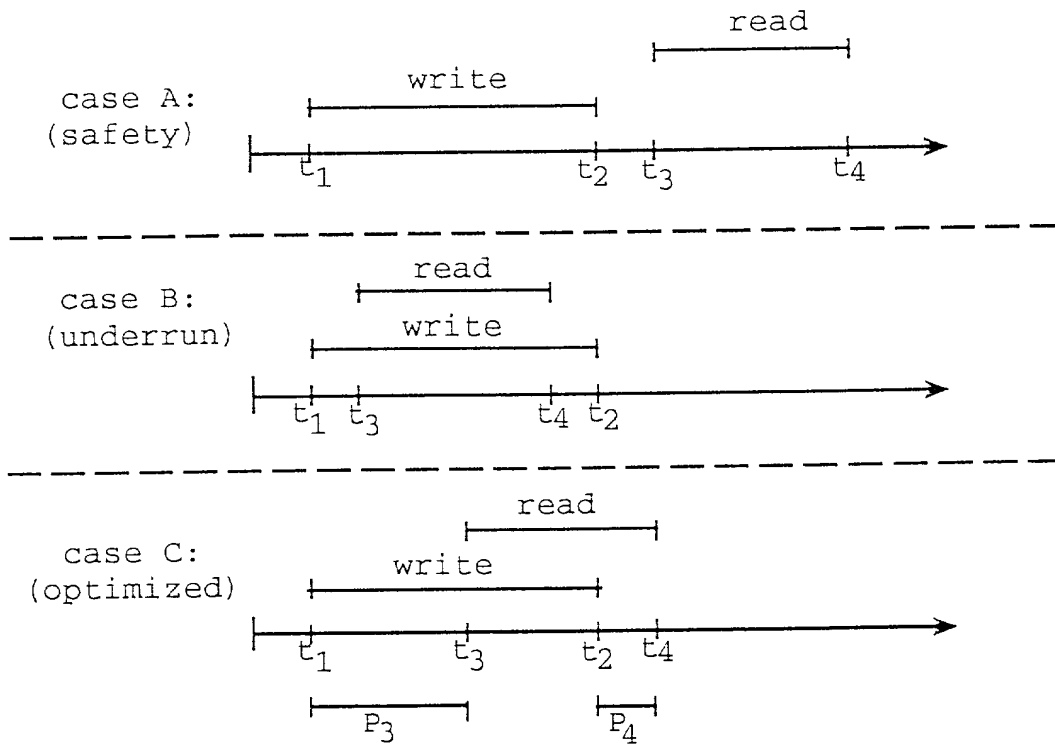 read
write
case A:
(safety)
t1 t2 t3 t4
read
case B:
(underrun)
write
t1 t3 t4 t2
read
case C:
(optimized)
write
t1 t3 t2 t4
P3 P4